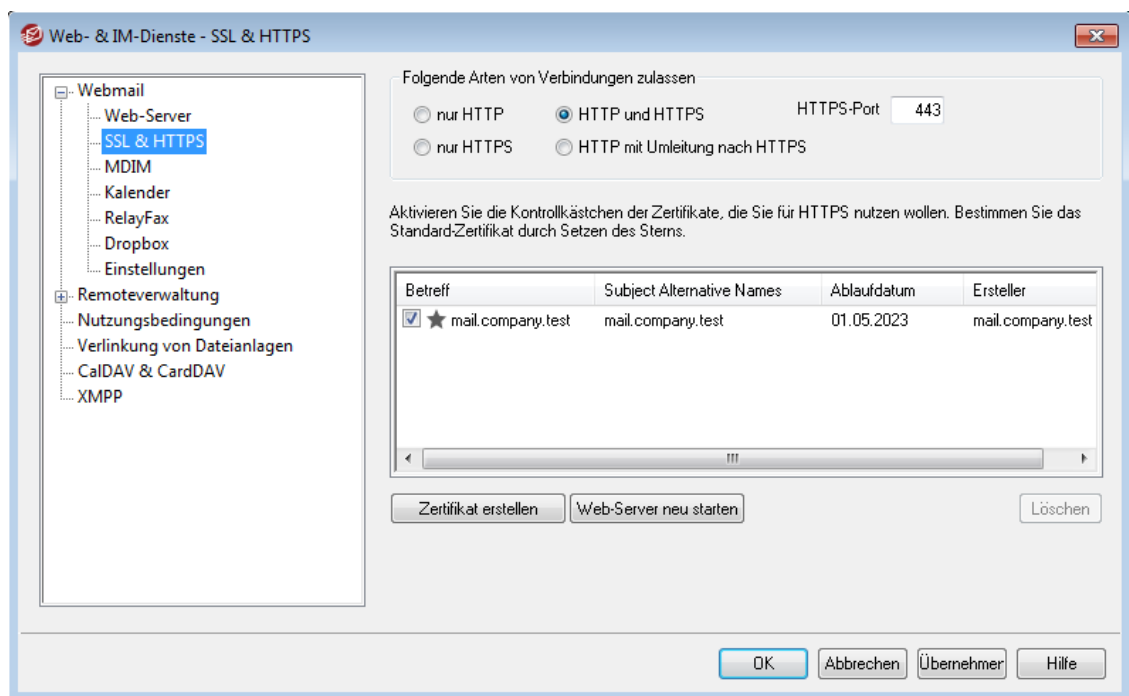 Web- & IM-Dienste - SSL & HTTPS
Webmail
Web-Server
SSL & HTTPS
MDIM
Kalender
RelayFax
Dropbox
Einstellungen
Remoteverwaltung
Nutzungsbedingungen
Verlinkung von Dateianlagen
CalDAV & CardDAV
XMPP
Folgende Arten von Verbindungen zulassen
nur HTTP HTTP und HTTPS HTTPS-Port 443
nur HTTPS HTTP mit Umleitung nach HTTPS
Aktivieren Sie die Kontrollkästchen der Zertifikate, die Sie für HTTPS nutzen wollen. Bestimmen Sie das
Standard-Zertifikat durch Setzen des Sterns.
Betreff Subject Alternative Names Ablaufdatum Ersteller
mail.company.test mail.company.test 01.05.2023 mail.company.test
Zertifikat erstellen Web-Server neu starten Löschen
OK Abbrechen Übernehmer Hilfe